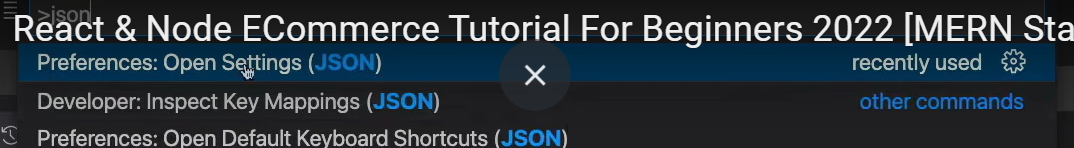 >json
React & Node ECommerce Tutorial For Beginners 2022 [MERN Sta
Preferences: Open Settings (JSON) recently used
Developer: Inspect Key Mappings (JSON) other commands
Preferences: Open Default Keyboard Shortcuts (JSON)